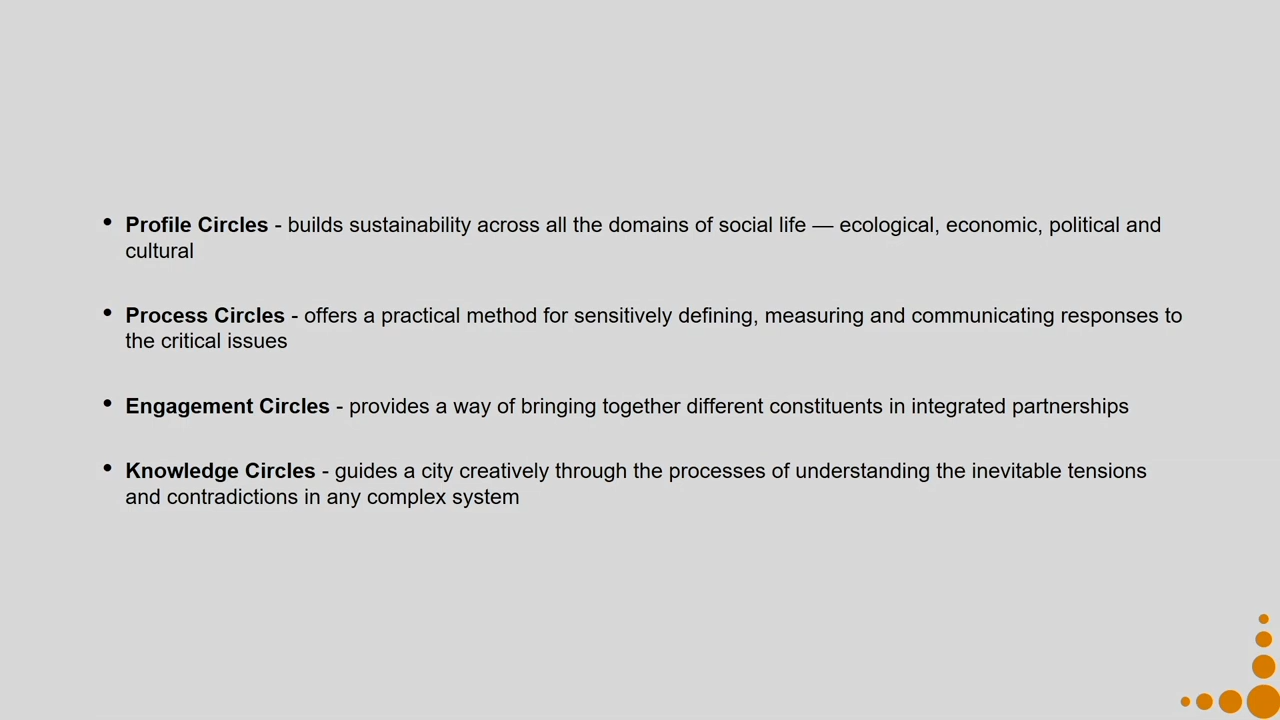 • Profile Circles - builds sustainability across all the domains of social life — ecological, economic, political and
cultural
• Process Circles - offers a practical method for sensitively defining, measuring and communicating responses to
the critical issues
• Engagement Circles - provides a way of bringing together different constituents in integrated partnerships
• Knowledge Circles - guides a city creatively through the processes of understanding the inevitable tensions
and contradictions in any complex system